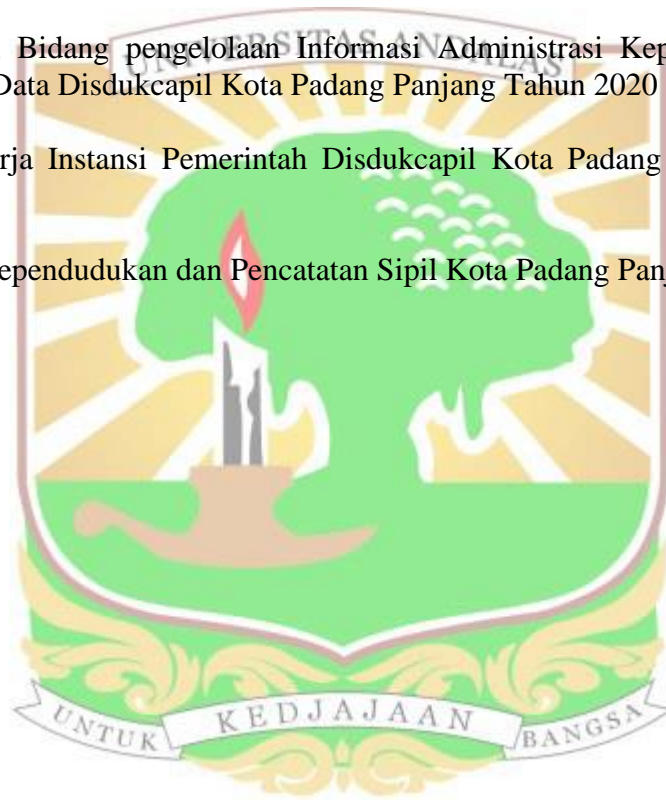 UNIVERSITAS ANDALAS
Bidang pengelolaan Informasi Administrasi Kep
Data Disdukcapil Kota Padang Panjang Tahun 2020
rja Instansi Pemerintah Disdukcapil Kota Padang
ependudukan dan Pencatatan Sipil Kota Padang Panj
UNTUK KEDJAJAAN BANGSA